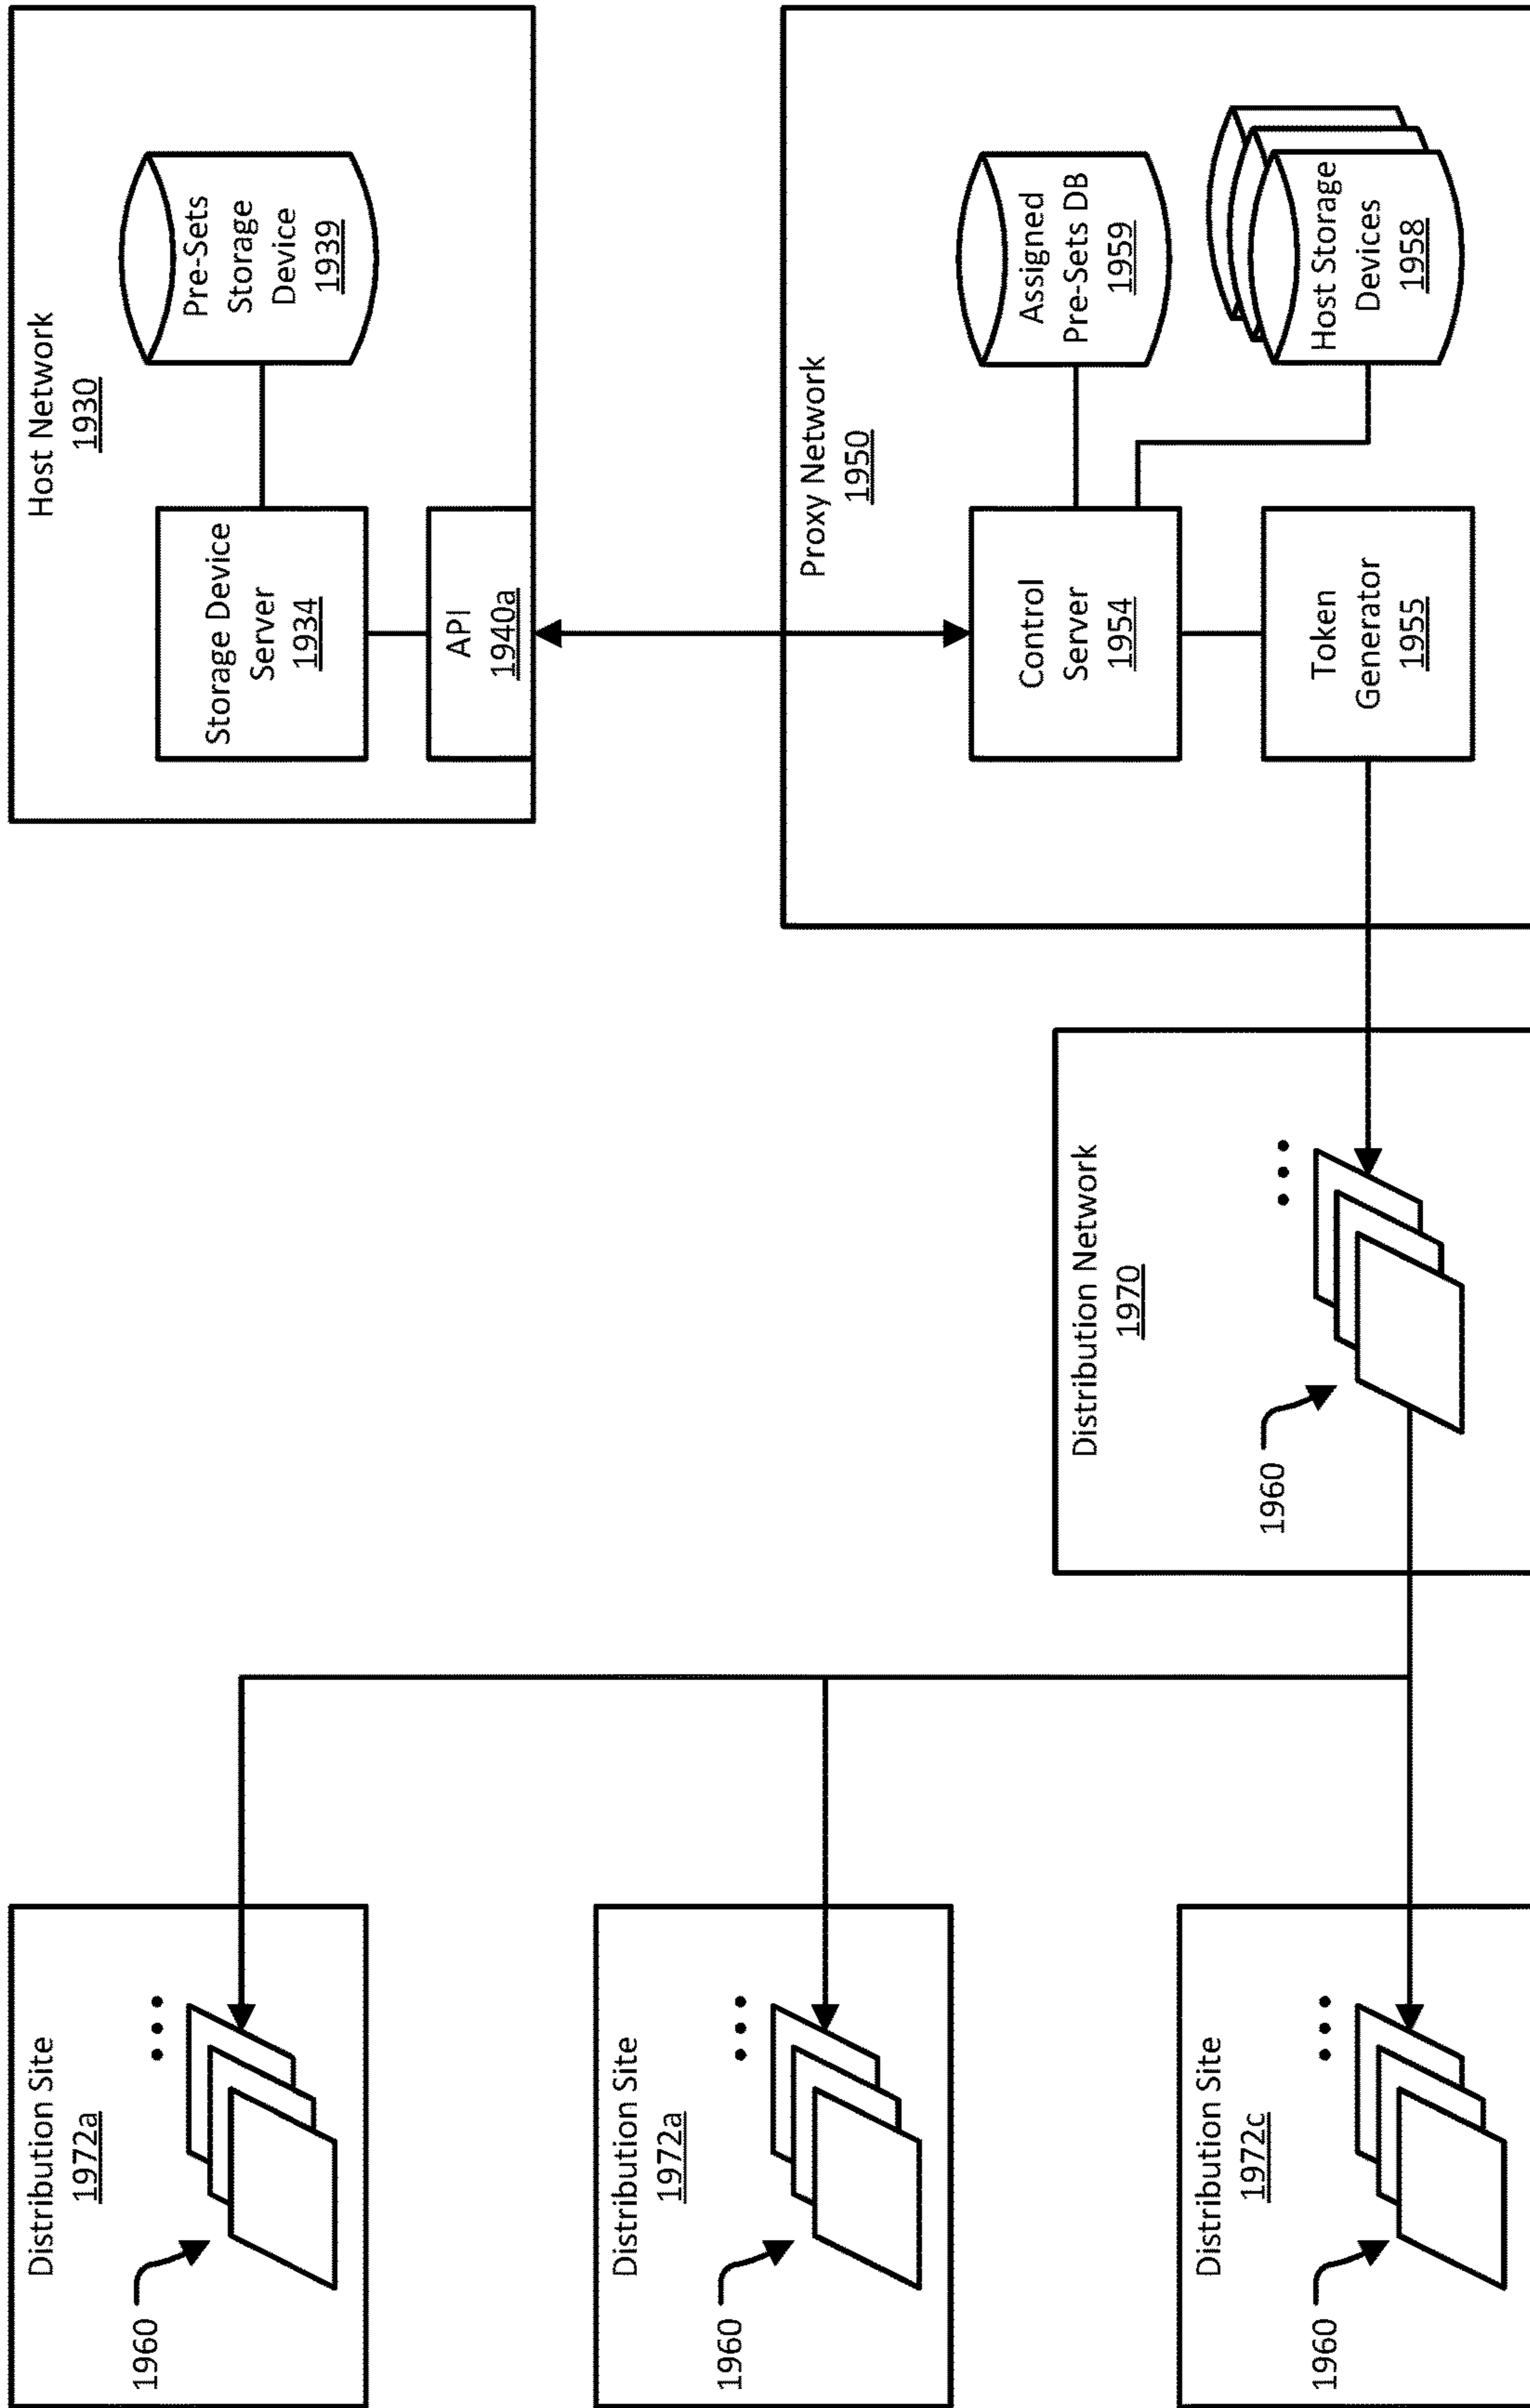 Distribution Site
1972a
1960
Distribution Site
1972a
1960
Distribution Site
1972c
1960
Distribution Network
1970
1960
Host Network
1930
Storage Device
Server
1934
API
1940a
Pre-Sets
Storage
Device
1939
Proxy Network
1950
Control
Server
1954
Token
Generator
1955
Assigned
Pre-Sets DB
1959
Host Storage
Devices
1958